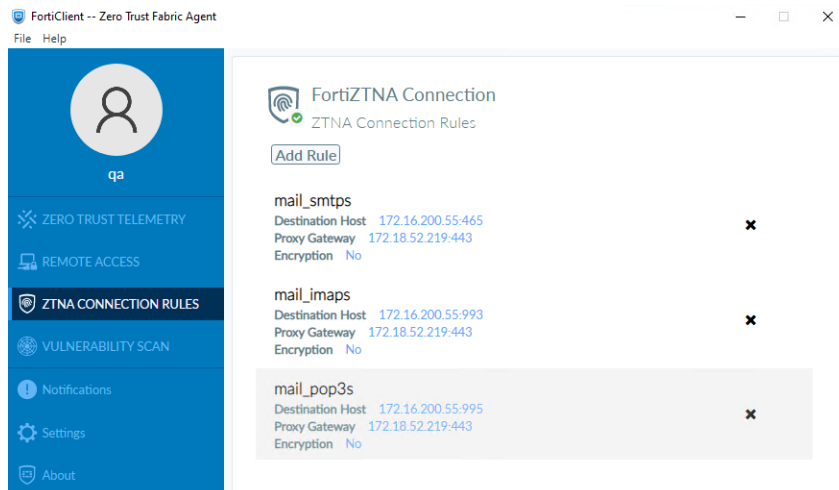 FortiClient -- Zero Trust Fabric Agent
File Help
qa
ZERO TRUST TELEMETRY
REMOTE ACCESS
ZTNA CONNECTION RULES
VULNERABILITY SCAN
Notifications
Settings
About
FortiZTNA Connection
ZTNA Connection Rules
Add Rule
mail_smtps
Destination Host 172.16.200.55:465
Proxy Gateway 172.18.52.219:443
Encryption No
mail_imaps
Destination Host 172.16.200.55:993
Proxy Gateway 172.18.52.219:443
Encryption No
mail_pop3s
Destination Host 172.16.200.55:995
Proxy Gateway 172.18.52.219:443
Encryption No